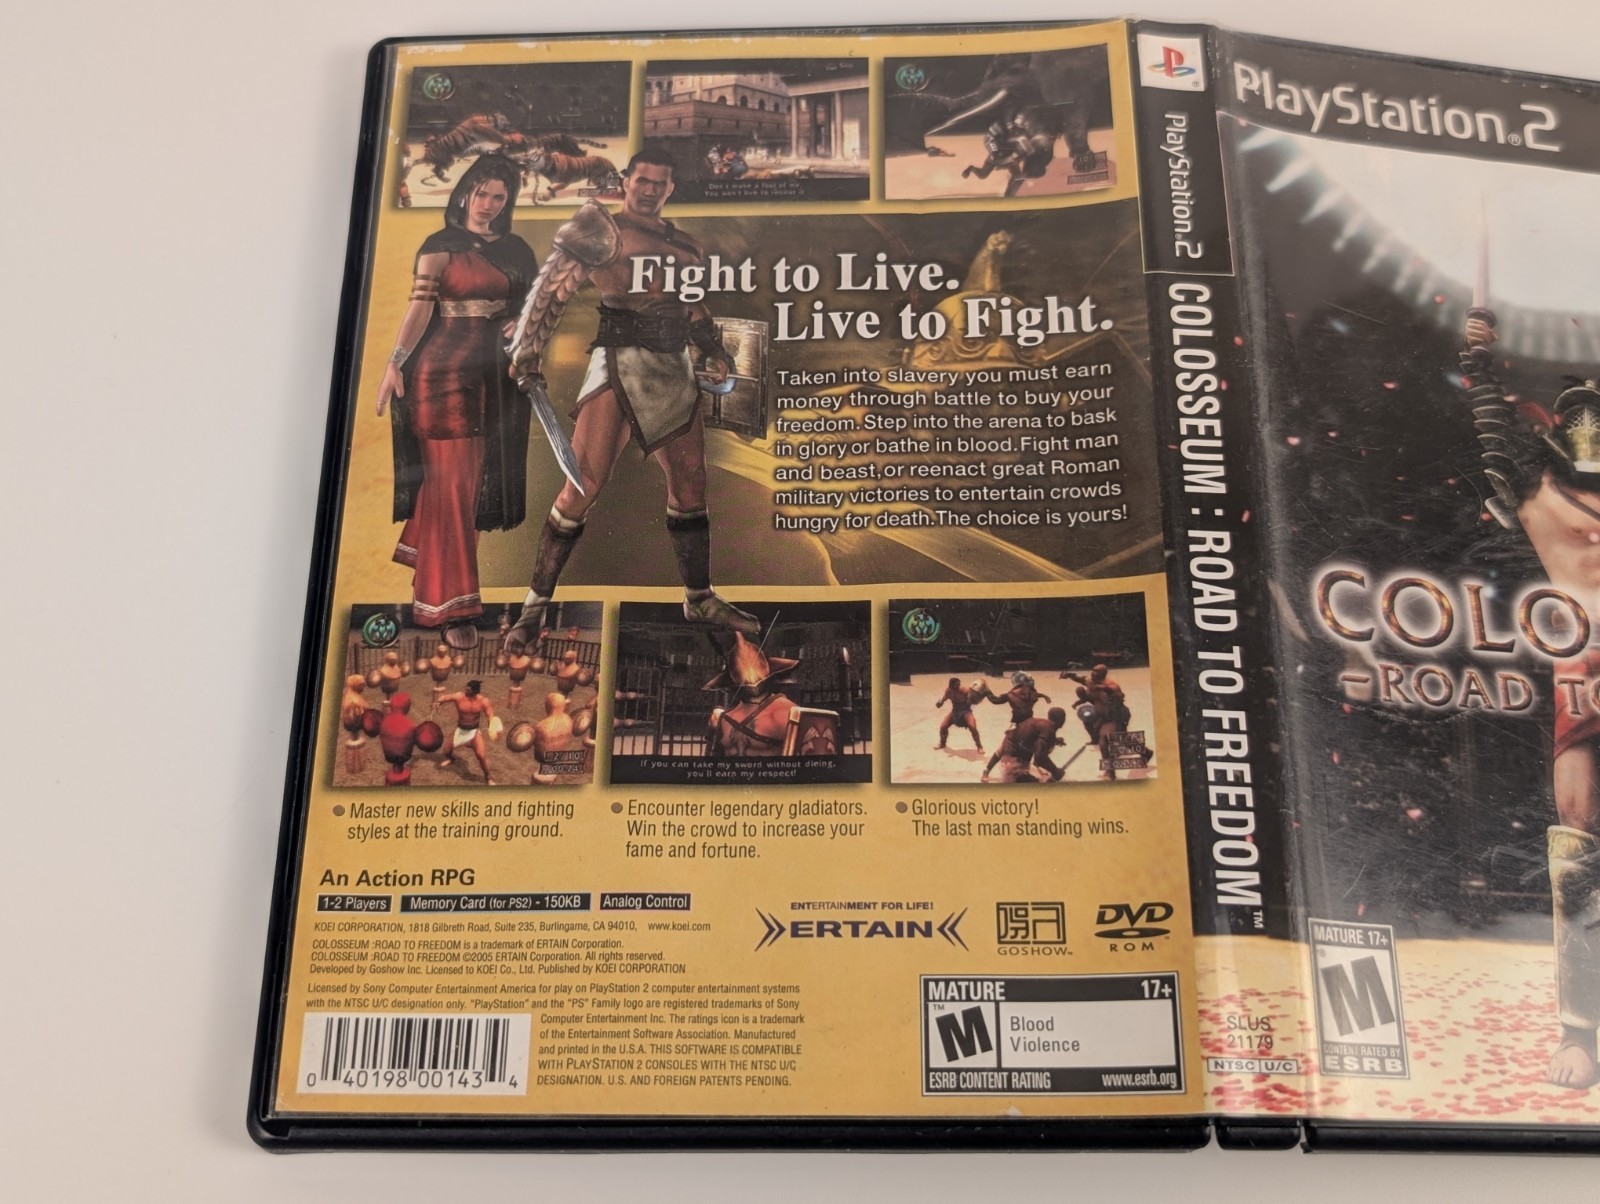 Don't make a fool of me.
You won't live to regret it
Fight to Live.
Live to Fight.
Taken into slavery you must earn
money through battle to buy your
freedom. Step into the arena to bask
in glory or bathe in blood. Fight man
and beast, or reenact great Roman
military victories to entertain crowds
hungry for death. The choice is yours!
If you can take my sword without dieing,
you'll earn my respect!
• Master new skills and fighting
styles at the training ground.
• Encounter legendary gladiators.
Win the crowd to increase your
fame and fortune.
• Glorious victory!
The last man standing wins.
An Action RPG
1-2 Players Memory Card (for PS2) - 150KB Analog Control
KOEI CORPORATION, 1818 Gilbreth Road, Suite 235, Burlingame, CA 94010, www.koei.com
COLOSSEUM :ROAD TO FREEDOM is a trademark of ERTAIN Corporation.
COLOSSEUM :ROAD TO FREEDOM ©2005 ERTAIN Corporation. All rights reserved.
Developed by Goshow Inc. Licensed to KOEI Co., Ltd. Published by KOEI CORPORATION
Licensed by Sony Computer Entertainment America for play on PlayStation 2 computer entertainment systems
with the NTSC U/C designation only. "PlayStation" and the "PS" Family logo are registered trademarks of Sony
Computer Entertainment Inc. The ratings icon is a trademark
of the Entertainment Software Association. Manufactured
and printed in the U.S.A. THIS SOFTWARE IS COMPATIBLE
WITH PLAYSTATION 2 CONSOLES WITH THE NTSC U/C
DESIGNATION. U.S. AND FOREIGN PATENTS PENDING.
0 40198 00143 4
ENTERTAINMENT FOR LIFE!
ERTAIN
GOSHOW™
DVD
ROM
MATURE 17+
M
Blood
Violence
ESRB CONTENT RATING www.esrb.org
PlayStation®2
COLOSSEUM : ROAD TO FREEDOM™
SLUS
21179
NTSC U/C
PlayStation®2
COLO
-ROAD TO
MATURE 17+
M
CONTENT RATED BY
ESRB